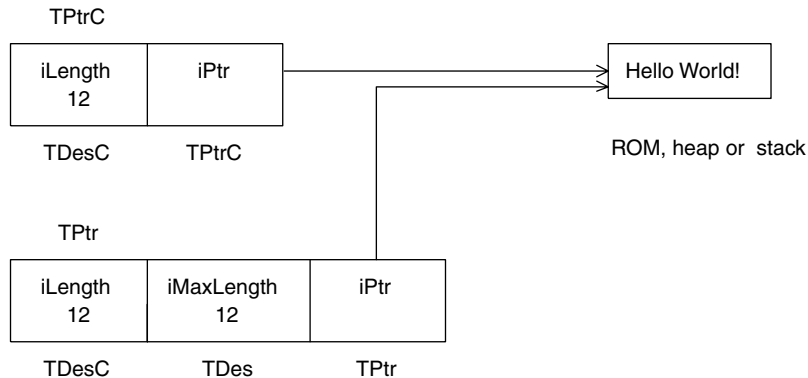 TPtrC
iLength iPtr
12
Hello World!
TDesC TPtrC
ROM, heap or stack
TPtr
iLength iMaxLength iPtr
12 12
TDesC TDes TPtr